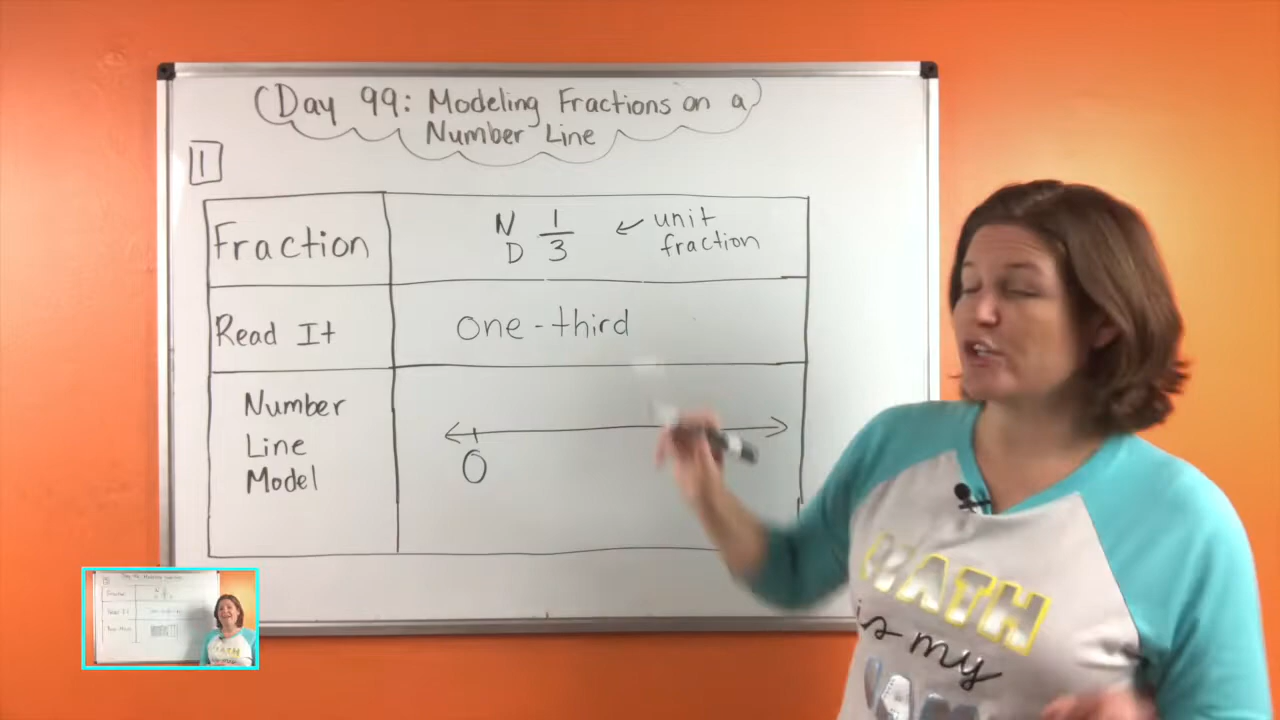 Day 99: Modeling Fractions on a
Number Line
1
Fraction
N 1/3 ← unit
D fraction
Read It
one-third
Number
Line
Model
0
MATH
is my
JAM